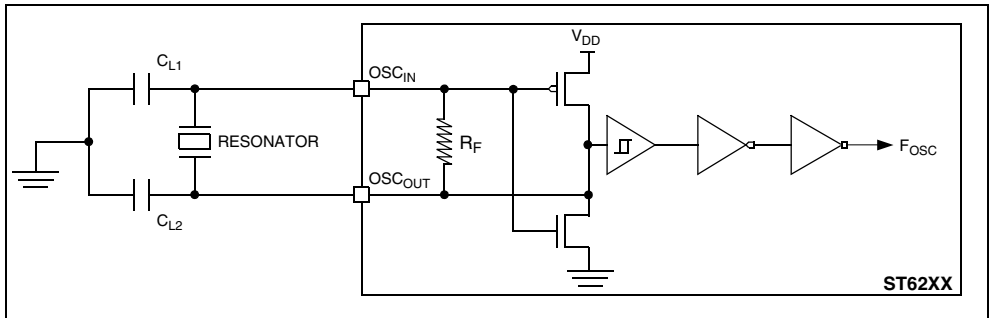 V_DD
C_L1
OSC_IN
RESONATOR
R_F
F_OSC
OSC_OUT
C_L2
ST62XX